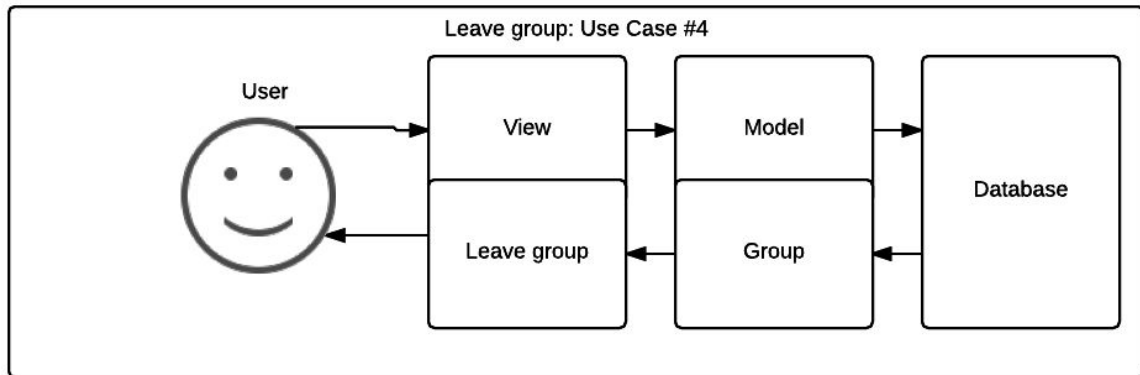 Leave group: Use Case #4
User
View
Model
Database
Leave group
Group